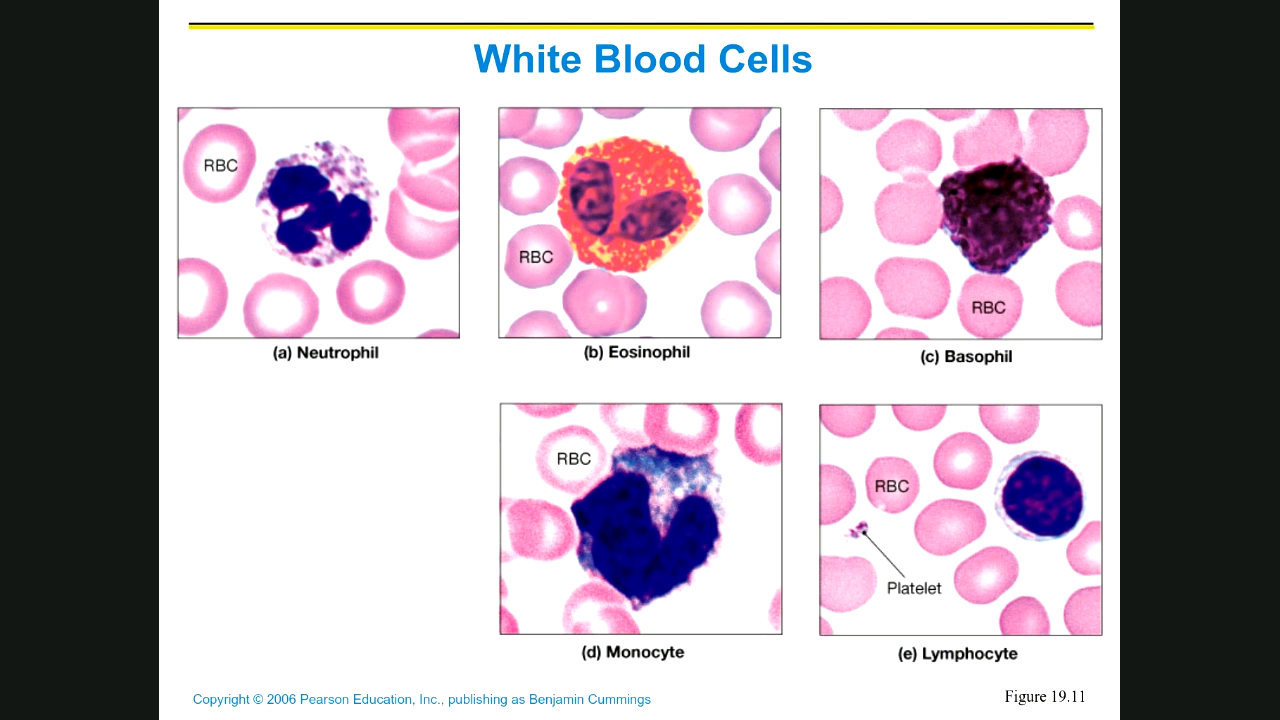 White Blood Cells
RBC
(a) Neutrophil
RBC
(b) Eosinophil
RBC
(c) Basophil
RBC
(d) Monocyte
RBC
Platelet
(e) Lymphocyte
Copyright © 2006 Pearson Education, Inc., publishing as Benjamin Cummings
Figure 19.11